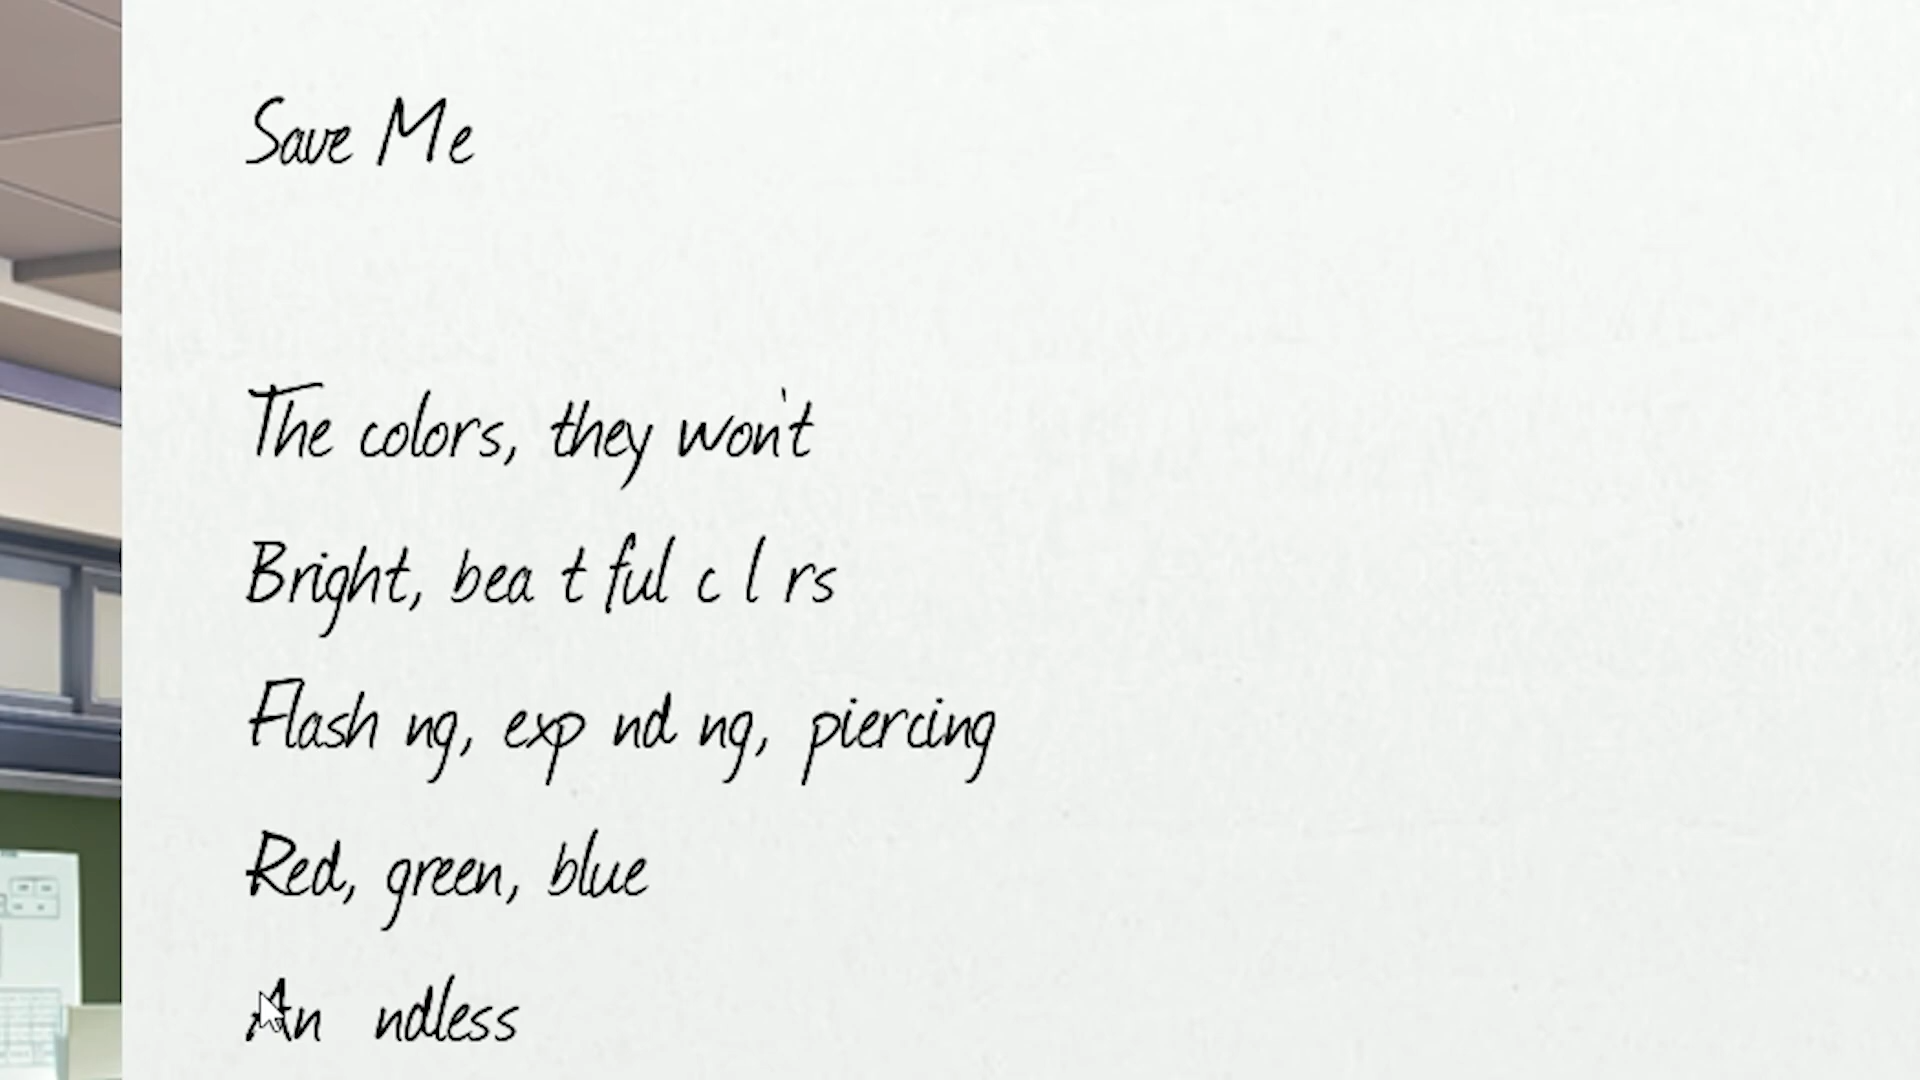 Save Me
The colors, they won't
Bright, bea t ful c l rs
Flash ng, exp nd ng, piercing
Red, green, blue
An ndless